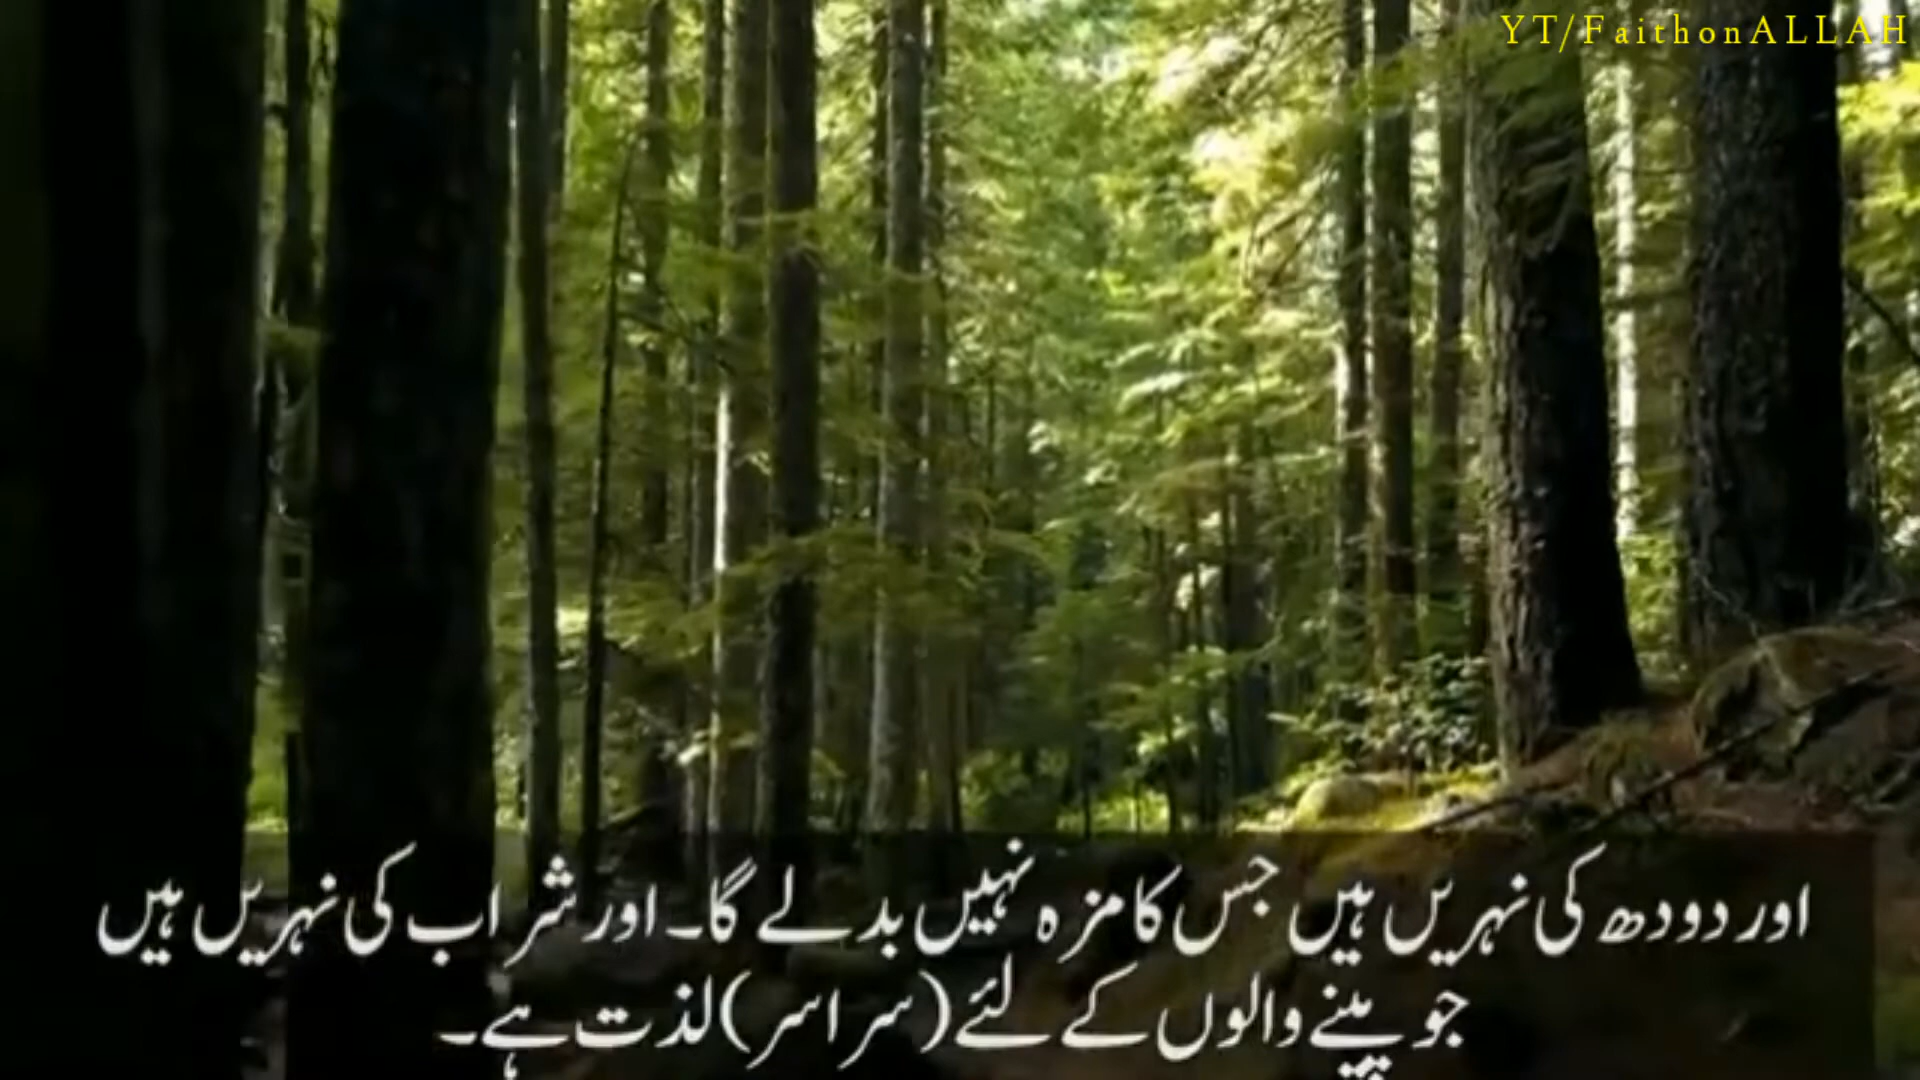 YT/FaithonALLAH
اور دودھ کی نہریں ہیں جس کا مزہ نہیں بدلے گا۔ اور شراب کی نہریں ہیں
جو پینے والوں کے لئے (سراسر) لذت ہے۔